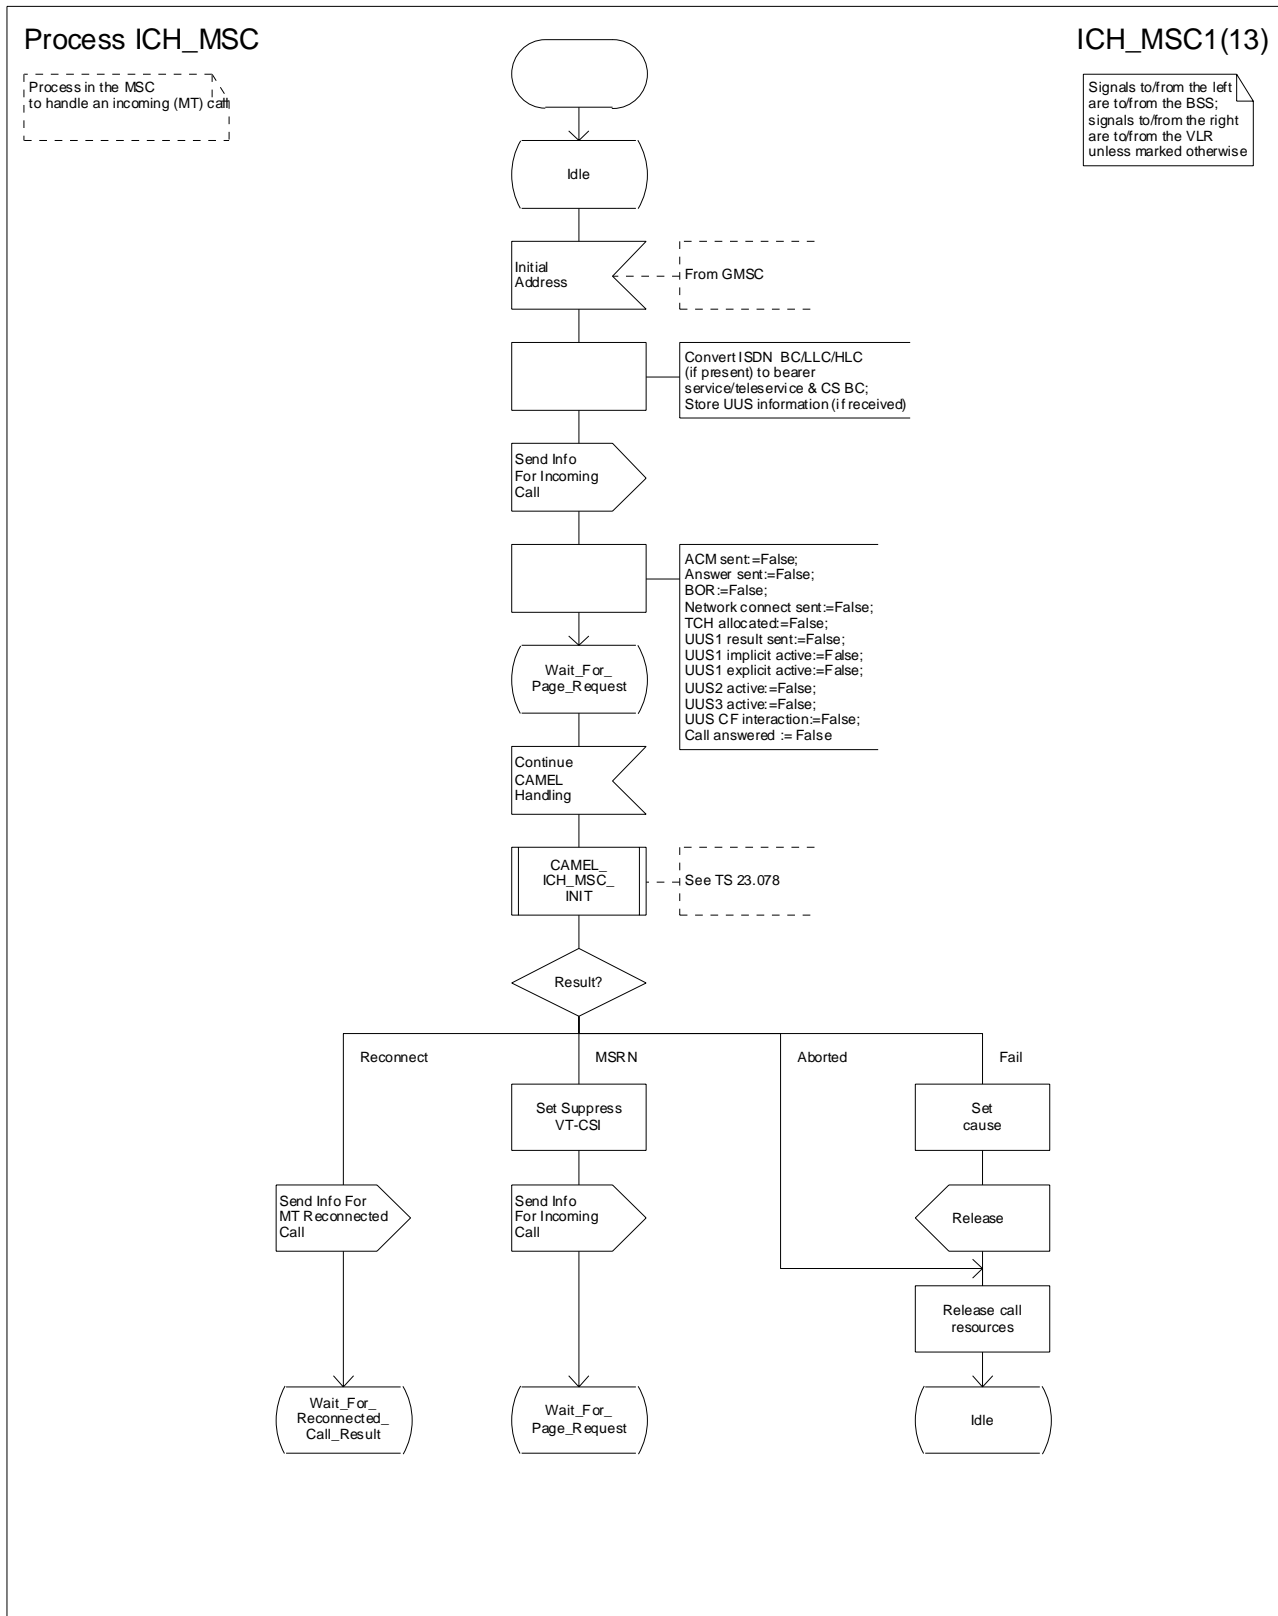 Process ICH_MSC
ICH_MSC1(13)
Process in the MSC
to handle an incoming (MT) call
Signals to/from the left
are to/from the BSS;
signals to/from the right
are to/from the VLR
unless marked otherwise
Idle
Initial
Address
From GMSC
Convert ISDN BC/LLC/HLC
(if present) to bearer
service/teleservice & CS BC;
Store UUS information (if received)
Send Info
For Incoming
Call
ACM sent:=False;
Answer sent:=False;
BOR:=False;
Network connect sent:=False;
TCH allocated:=False;
UUS1 result sent:=False;
UUS1 implicit active:=False;
UUS1 explicit active:=False;
UUS2 active:=False;
UUS3 active:=False;
UUS CF interaction:=False;
Call answered := False
Wait_For_
Page_Request
Continue
CAMEL
Handling
CAMEL_
ICH_MSC_
INIT
See TS 23.078
Result?
Reconnect
MSRN
Aborted
Fail
Set Suppress
VT-CSI
Set
cause
Send Info For
MT Reconnected
Call
Send Info
For Incoming
Call
Release
Release call
resources
Wait_For_
Reconnected_
Call_Result
Wait_For_
Page_Request
Idle